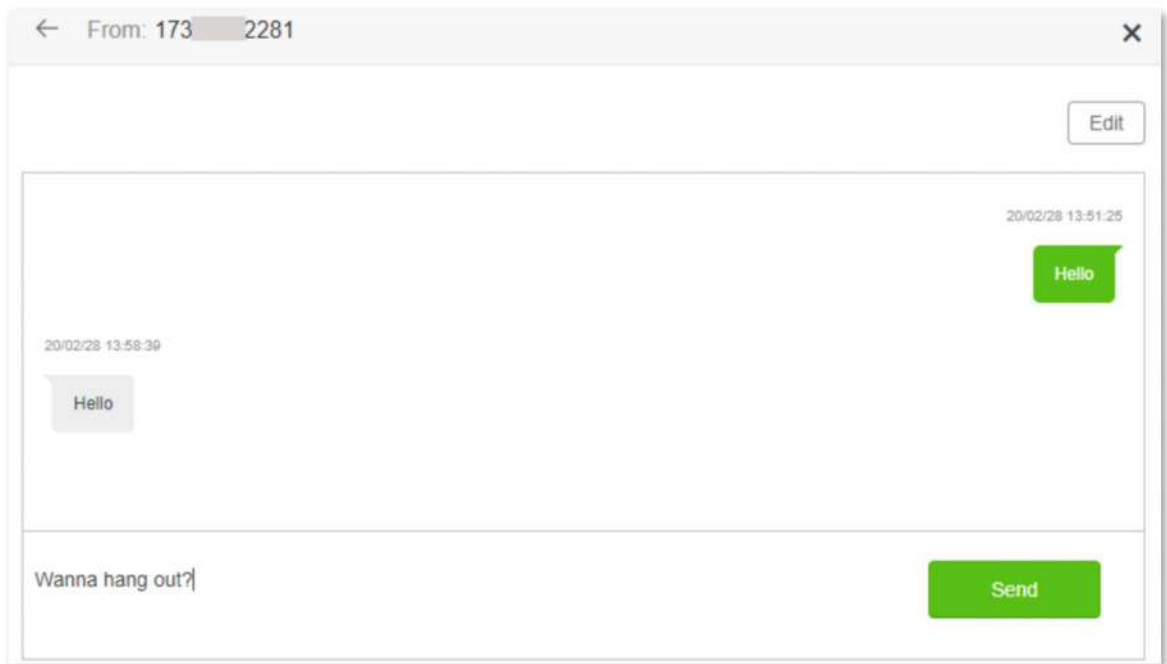 From: 173 2281
Edit
20/02/28 13:51:25
Hello
20/02/28 13:58:39
Hello
Wanna hang out?
Send